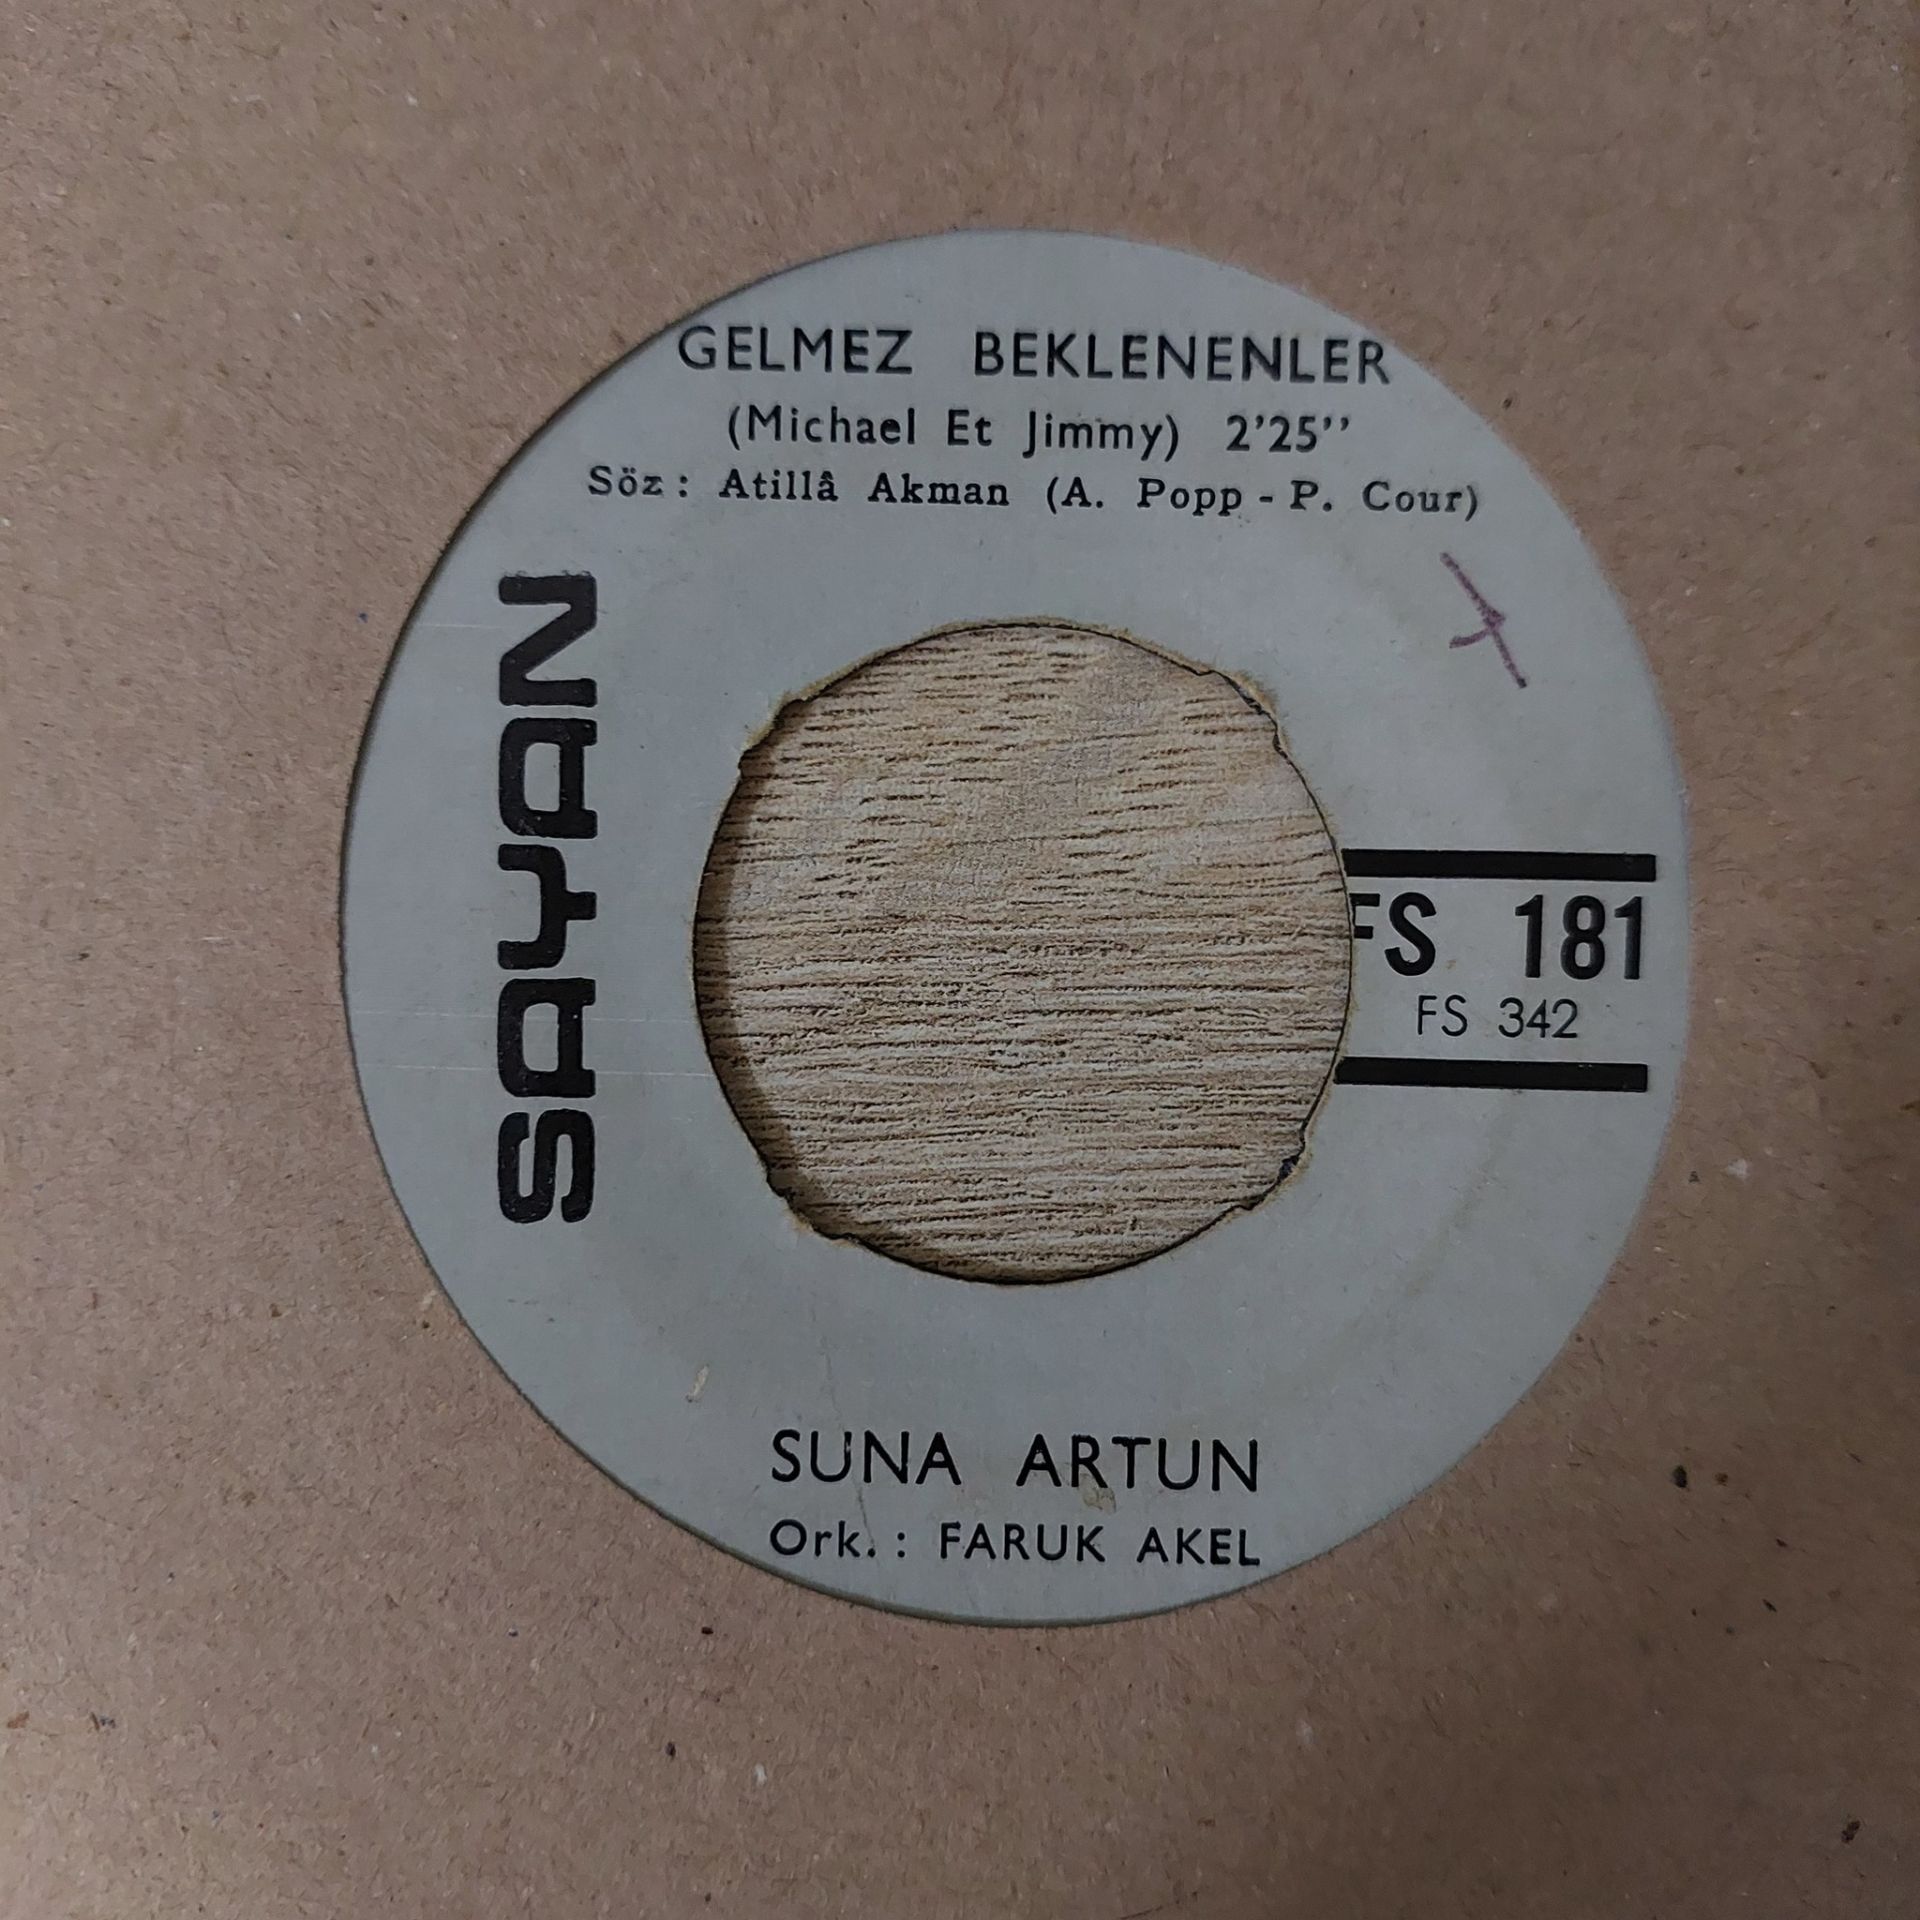 GELMEZ BEKLENENLER
(Michael Et Jimmy) 2'25''
Söz: Atillâ Akman (A. Popp - P. Cour)
SAYAN
FS 181
FS 342
SUNA ARTUN
Ork. : FARUK AKEL